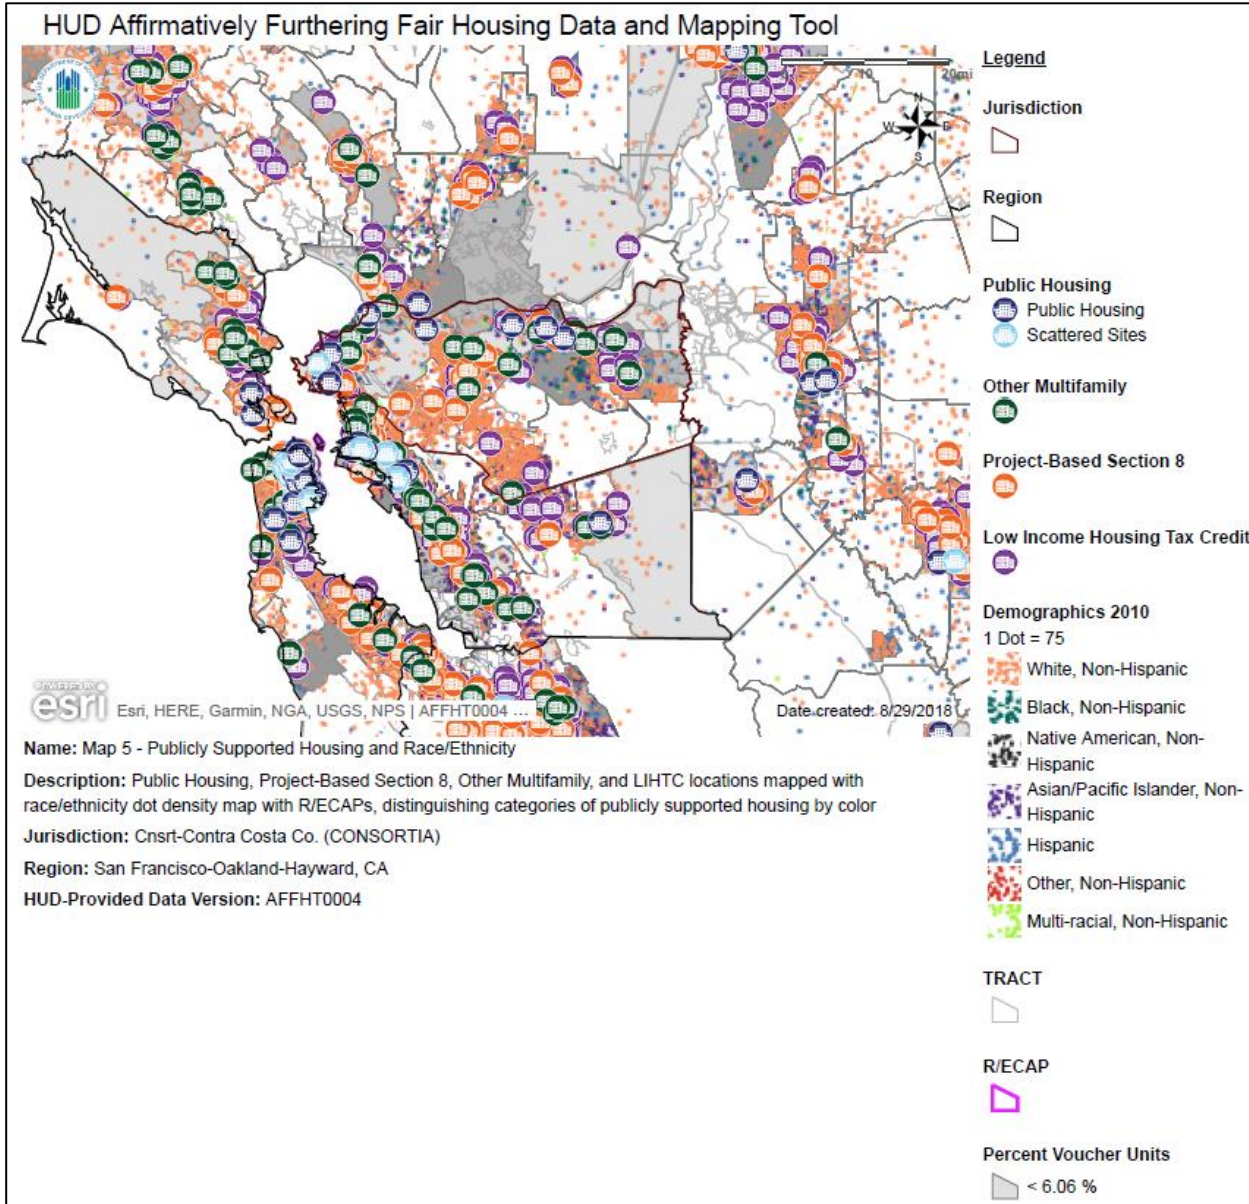 HUD Affirmatively Furthering Fair Housing Data and Mapping Tool
10
20mi
N
W
E
S
POWERED BY
esri
Esri, HERE, Garmin, NGA, USGS, NPS | AFFHT0004 ...
Date created: 8/29/2018
Name: Map 5 - Publicly Supported Housing and Race/Ethnicity
Description: Public Housing, Project-Based Section 8, Other Multifamily, and LIHTC locations mapped with
race/ethnicity dot density map with R/ECAPs, distinguishing categories of publicly supported housing by color
Jurisdiction: Cnsrt-Contra Costa Co. (CONSORTIA)
Region: San Francisco-Oakland-Hayward, CA
HUD-Provided Data Version: AFFHT0004
Legend
Jurisdiction
Region
Public Housing
Public Housing
Scattered Sites
Other Multifamily
Project-Based Section 8
Low Income Housing Tax Credit
Demographics 2010
1 Dot = 75
White, Non-Hispanic
Black, Non-Hispanic
Native American, Non-
Hispanic
Asian/Pacific Islander, Non-
Hispanic
Hispanic
Other, Non-Hispanic
Multi-racial, Non-Hispanic
TRACT
R/ECAP
Percent Voucher Units
< 6.06 %